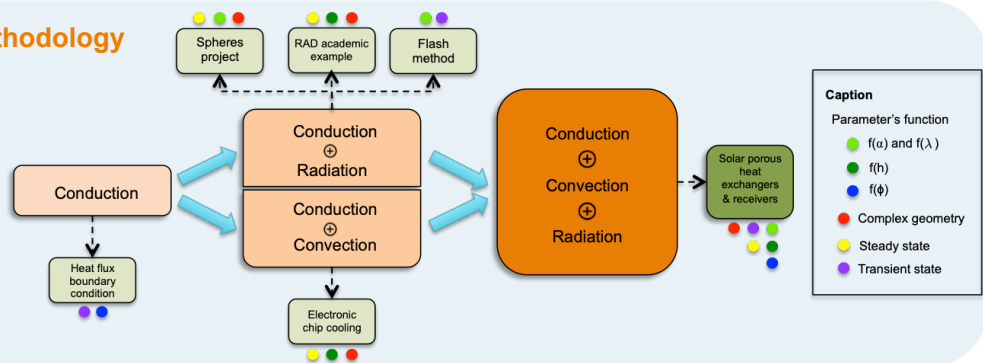 thodology
Spheres
project
RAD academic
example
Flash
method
Conduction
⊕
Radiation
Conduction
⊕
Convection
Conduction
Heat flux
boundary
condition
Electronic
chip cooling
Conduction
⊕
Convection
⊕
Radiation
Solar porous
heat
exchangers
& receivers
Caption
Parameter's function
f(α) and f(λ)
f(h)
f(ϕ)
Complex geometry
Steady state
Transient state